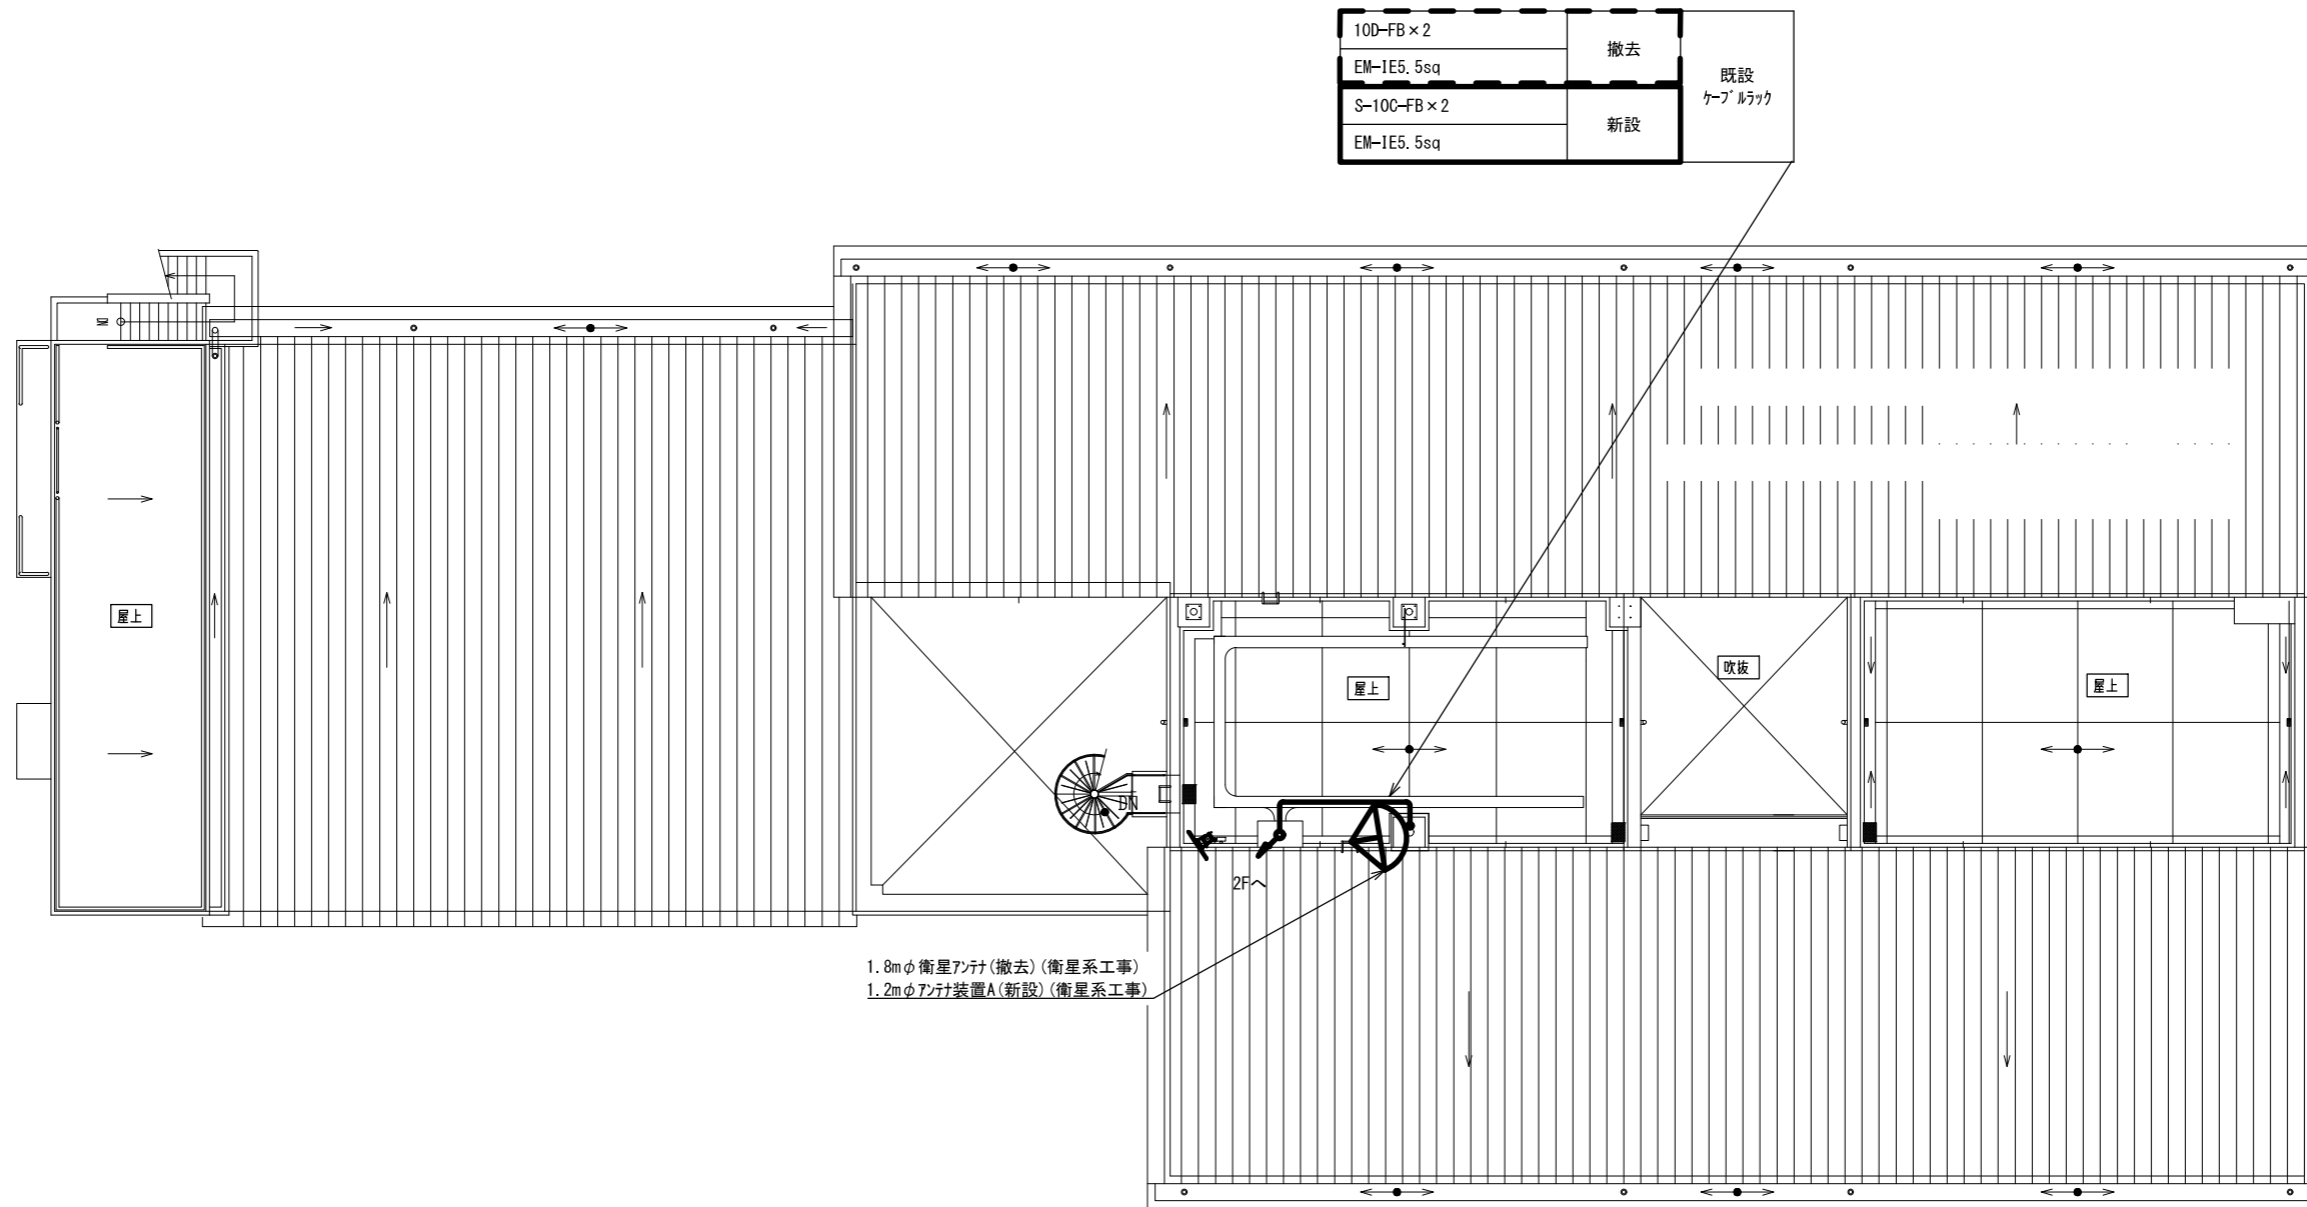 10D-FB×2
撤去
EM-IE5.5sq
既設
ケーブルラック
S-10C-FB×2
新設
EM-IE5.5sq
DN
屋上
吹抜
屋上
屋上
DN
2Fへ
1.8mφ衛星アンテナ(撤去)(衛星系工事)
1.2mφアンテナ装置A(新設)(衛星系工事)